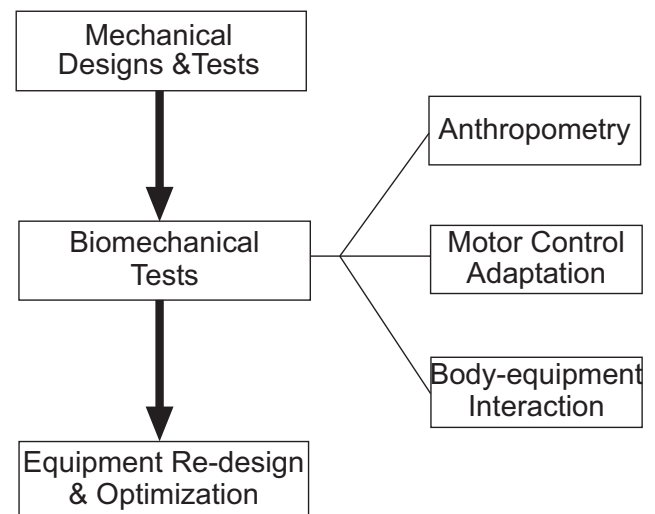 Mechanical
Designs &Tests
Biomechanical
Tests
Equipment Re-design
& Optimization
Anthropometry
Motor Control
Adaptation
Body-equipment
Interaction